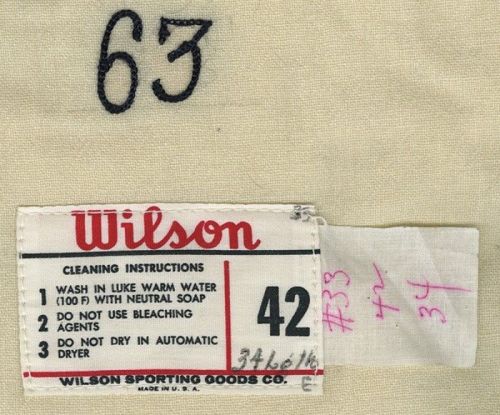 63
Wilson
CLEANING INSTRUCTIONS
1 WASH IN LUKE WARM WATER
(100 F) WITH NEUTRAL SOAP
2 DO NOT USE BLEACHING
AGENTS
3 DO NOT DRY IN AUTOMATIC
DRYER
42
WILSON SPORTING GOODS CO.
MADE IN U. S. A.
E
#33
42
34